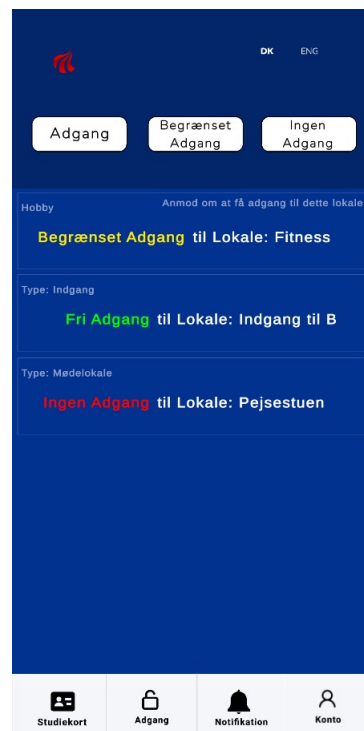 DK ENG
Adgang
Begrænset
Adgang
Ingen
Adgang
Hobby
Anmod om at få adgang til dette lokale
Begrænset Adgang til Lokale: Fitness
Type: Indgang
Fri Adgang til Lokale: Indgang til B
Type: Mødelokale
Ingen Adgang til Lokale: Pejsestuen
Studiekort Adgang Notifikation Konto